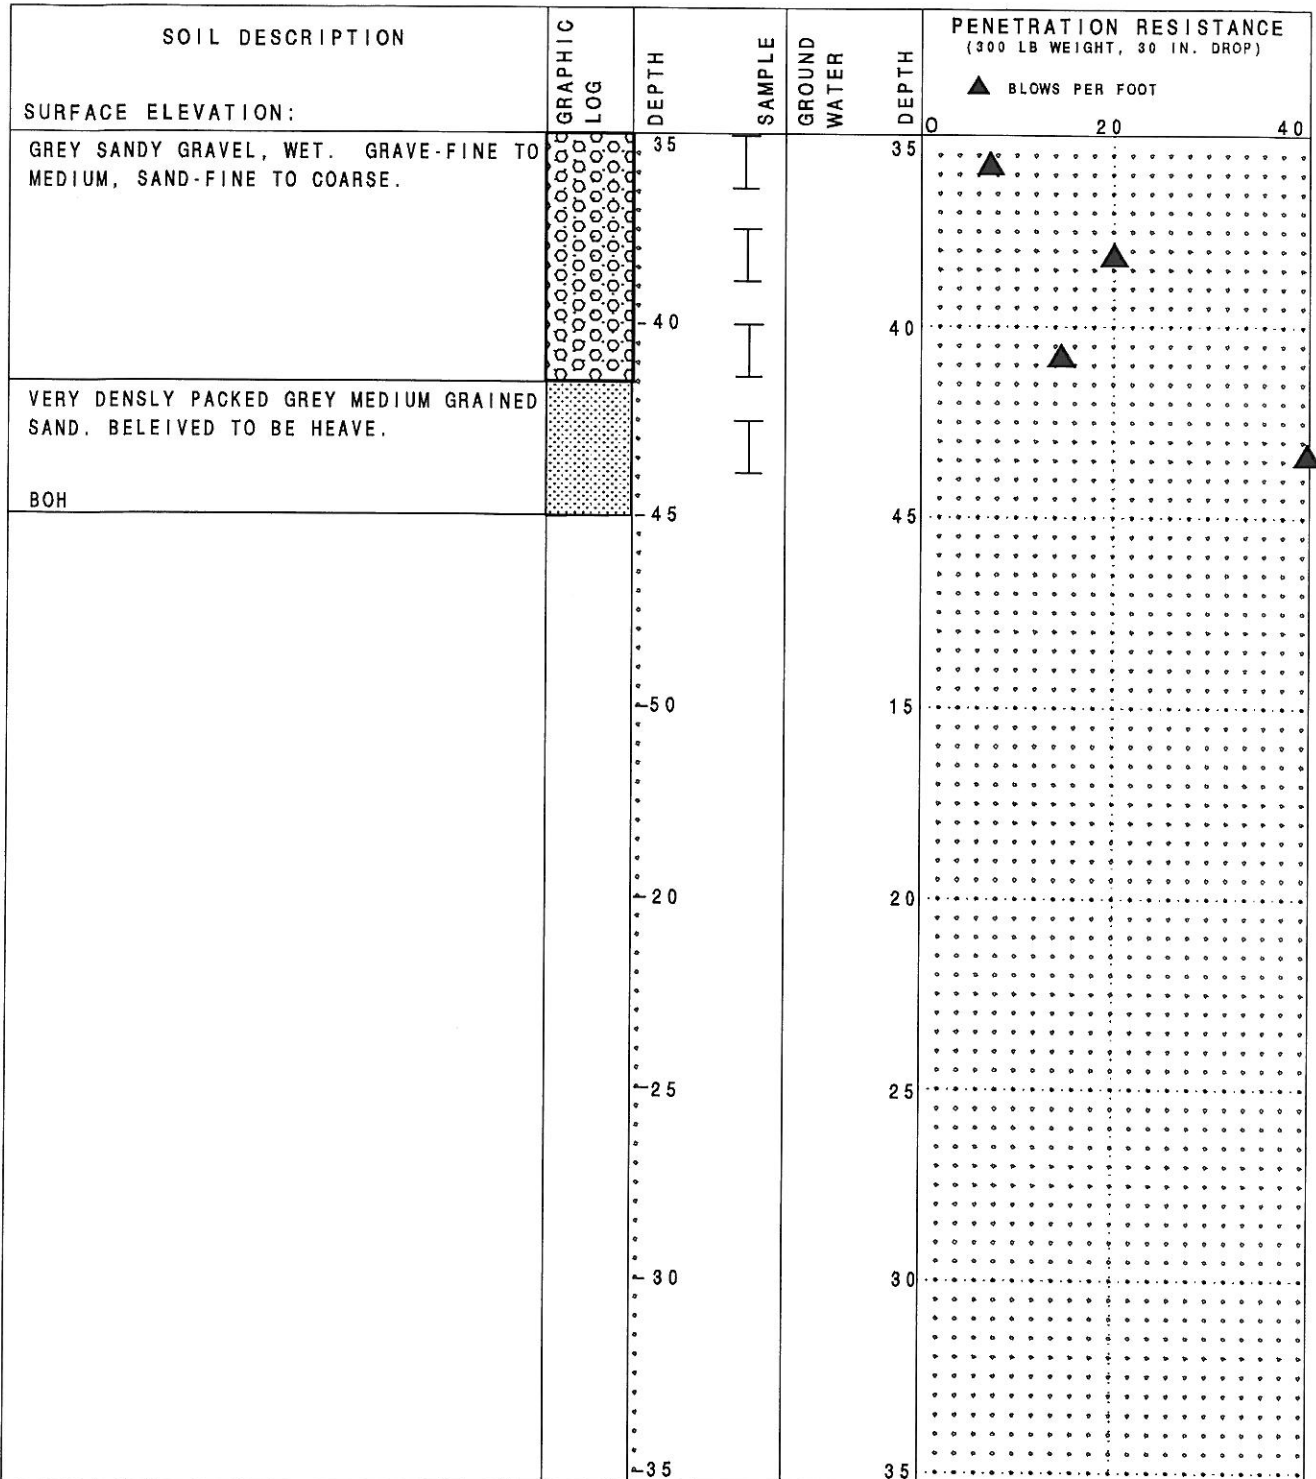 SOIL DESCRIPTION
SURFACE ELEVATION:
GRAPHIC
LOG
DEPTH
SAMPLE
GROUND
WATER
DEPTH
PENETRATION RESISTANCE
(300 LB WEIGHT, 30 IN. DROP)
▲ BLOWS PER FOOT
0 20 40
GREY SANDY GRAVEL, WET. GRAVE-FINE TO
MEDIUM, SAND-FINE TO COARSE.
VERY DENSLY PACKED GREY MEDIUM GRAINED
SAND. BELEIVED TO BE HEAVE.
BOH
35
40
45
50
20
25
30
35
35
40
45
15
20
25
30
35